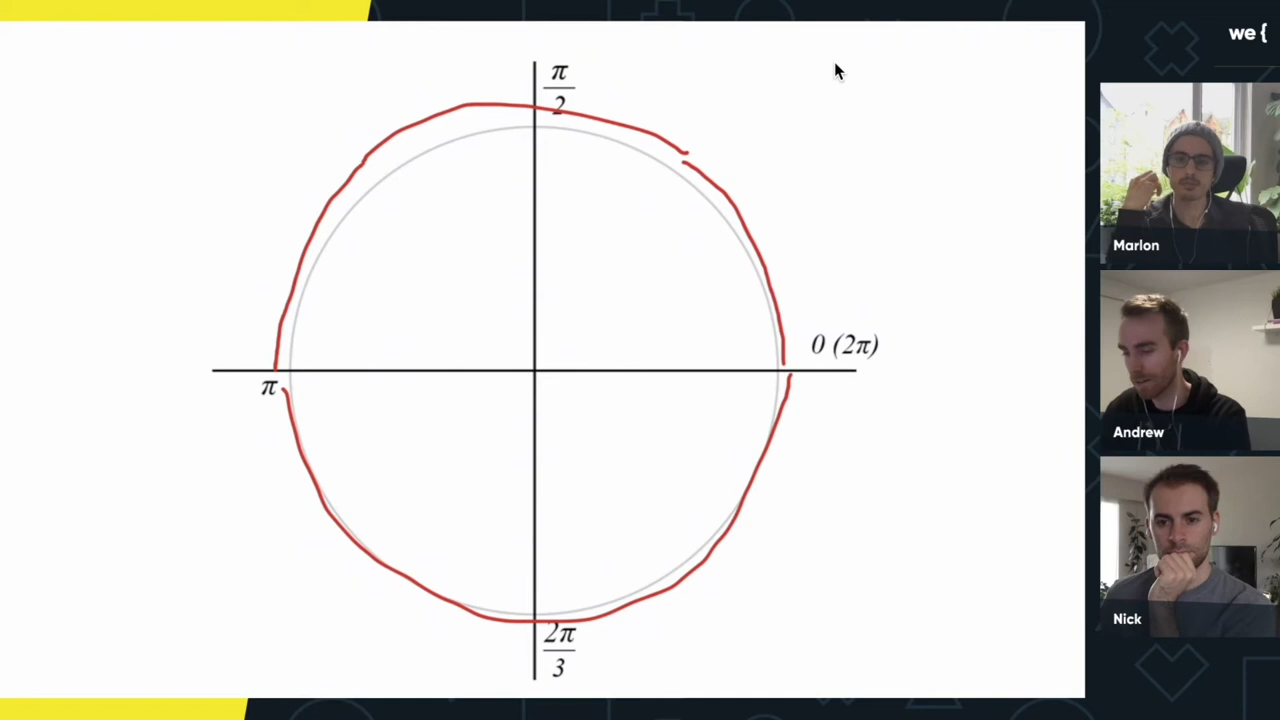 we {
π
2
0 (2π)
π
2π
3
Marlon
Andrew
Nick